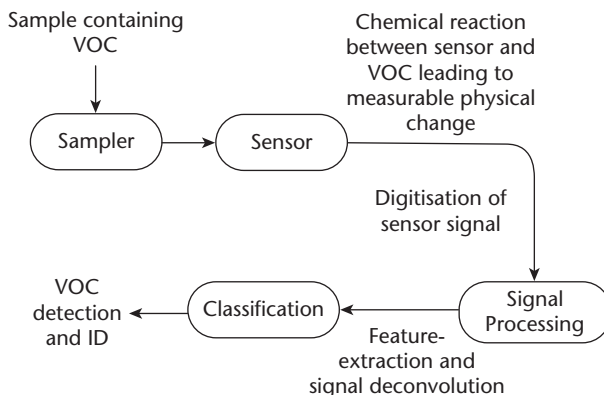 Sample containing
VOC
Chemical reaction
between sensor and
VOC leading to
measurable physical
change
Sampler
Sensor
Digitisation of
sensor signal
VOC
detection
and ID
Classification
Signal
Processing
Feature-
extraction and
signal deconvolution